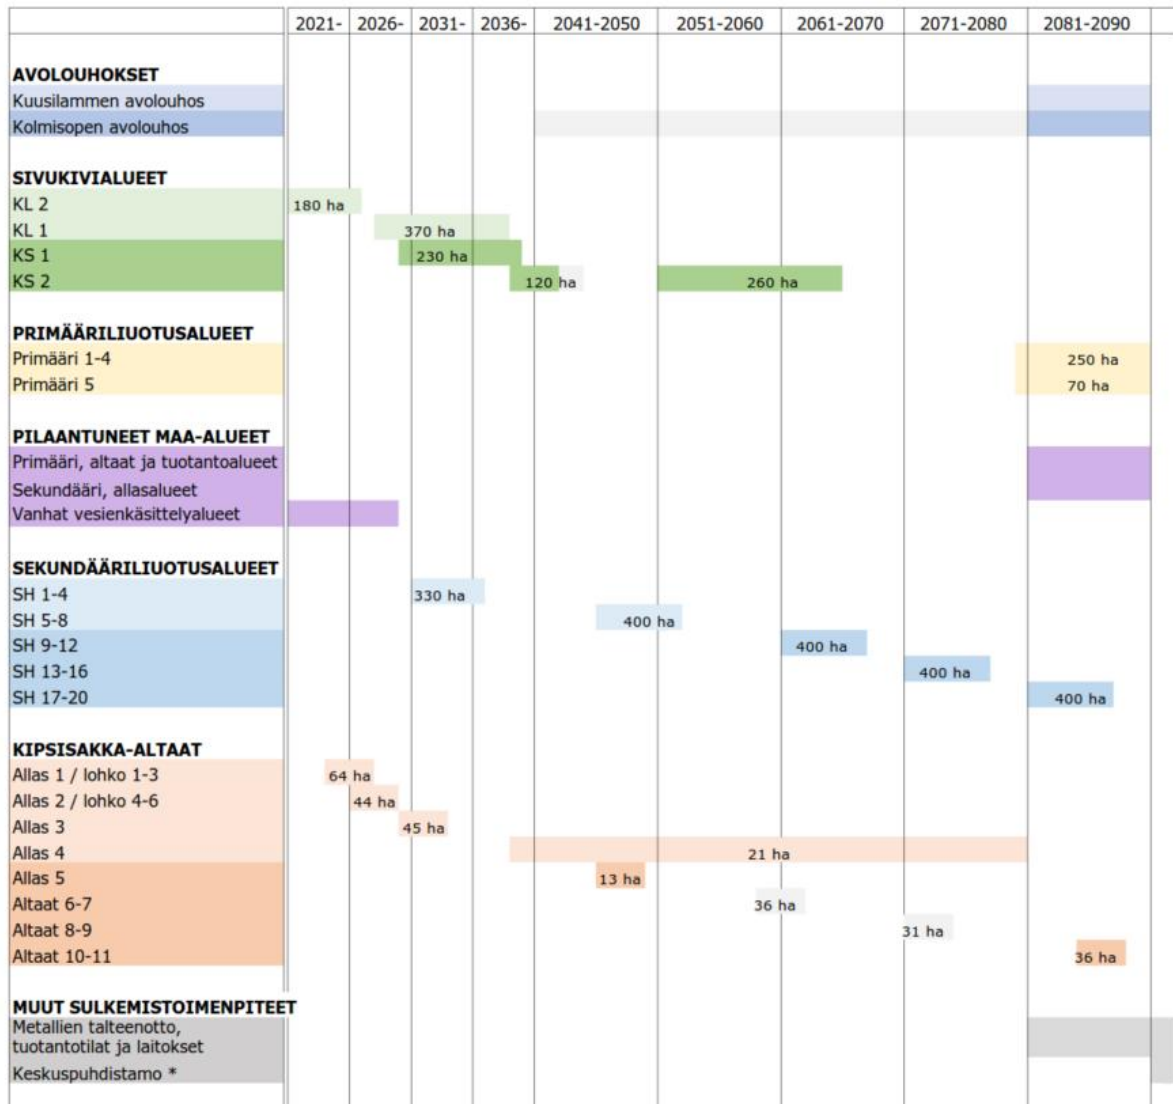 2021- 2026- 2031- 2036- 2041-2050 2051-2060 2061-2070 2071-2080 2081-2090
AVOLOUHOKSET
Kuusilammen avolouhos
Kolmisopen avolouhos
SIVUKIVIALUEET
KL 2 180 ha
KL 1 370 ha
KS 1 230 ha
KS 2 120 ha 260 ha
PRIMÄÄRILIUOTUSALUEET
Primääri 1-4 250 ha
Primääri 5 70 ha
PILAANTUNEET MAA-ALUEET
Primääri, altaat ja tuotantoalueet
Sekundääri, allasalueet
Vanhat vesienkäsittelyalueet
SEKUNDÄÄRILIUOTUSALUEET
SH 1-4 330 ha
SH 5-8 400 ha
SH 9-12 400 ha
SH 13-16 400 ha
SH 17-20 400 ha
KIPSISAKKA-ALTAAT
Allas 1 / lohko 1-3 64 ha
Allas 2 / lohko 4-6 44 ha
Allas 3 45 ha
Allas 4 21 ha
Allas 5 13 ha
Altaat 6-7 36 ha
Altaat 8-9 31 ha
Altaat 10-11 36 ha
MUUT SULKEMISTOIMENPITEET
Metallien talteenotto,
tuotantotilat ja laitokset
Keskuspuhdistamo *